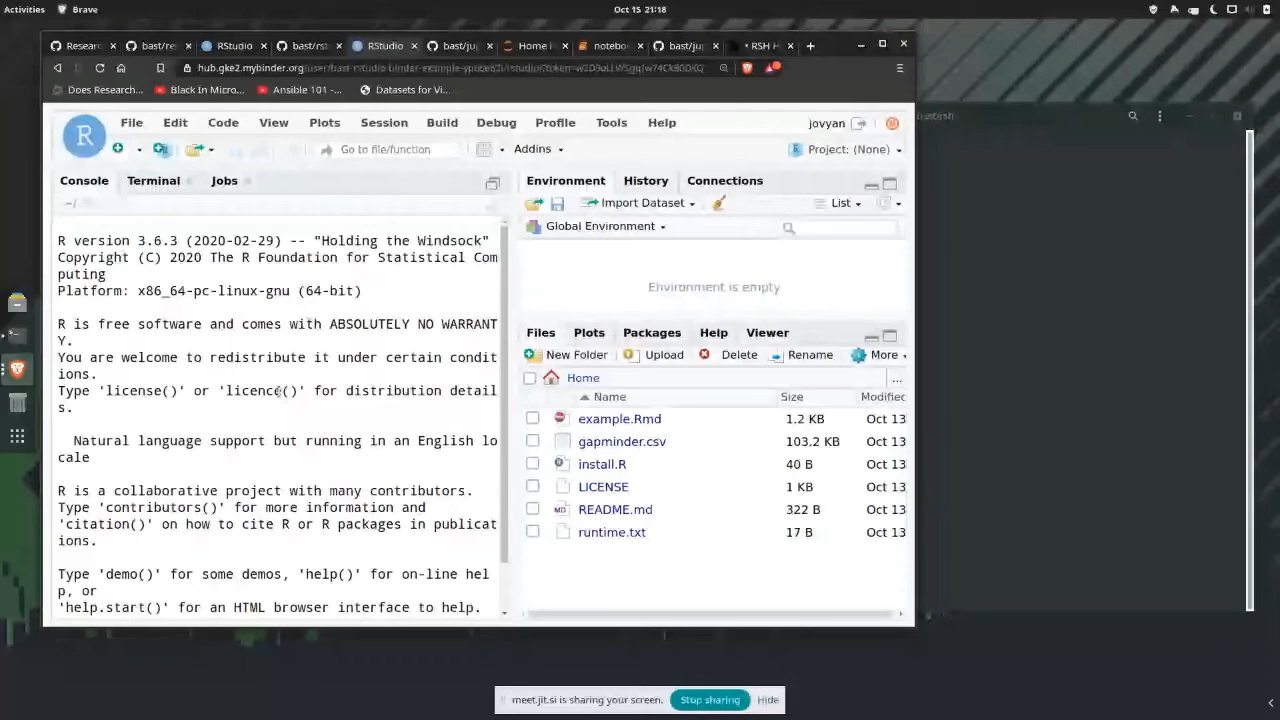 Activities Brave Oct 15 21:18
Researc bast/re RStudio bast/rst RStudio bast/jup Home notebo bast/ju • RSH H
hub.gke2.mybinder.org
Does Research... Black In Micro... Ansible 101 -... Datasets for Vi...
File Edit Code View Plots Session Build Debug Profile Tools Help jovyan
Go to file/function Addins Project: (None)
Console Terminal Jobs
~/
R version 3.6.3 (2020-02-29) -- "Holding the Windsock"
Copyright (C) 2020 The R Foundation for Statistical Com
puting
Platform: x86_64-pc-linux-gnu (64-bit)
R is free software and comes with ABSOLUTELY NO WARRANT
Y.
You are welcome to redistribute it under certain condit
ions.
Type 'license()' or 'licence()' for distribution detail
s.
Natural language support but running in an English lo
cale
R is a collaborative project with many contributors.
Type 'contributors()' for more information and
'citation()' on how to cite R or R packages in publicat
ions.
Type 'demo()' for some demos, 'help()' for on-line hel
p, or
'help.start()' for an HTML browser interface to help.
Environment History Connections
Import Dataset List
Global Environment
Environment is empty
Files Plots Packages Help Viewer
New Folder Upload Delete Rename More
Home ...
Name Size Modified
example.Rmd 1.2 KB Oct 13
gapminder.csv 103.2 KB Oct 13
install.R 40 B Oct 13
LICENSE 1 KB Oct 13
README.md 322 B Oct 13
runtime.txt 17 B Oct 13
meet.jit.si is sharing your screen. Stop sharing Hide